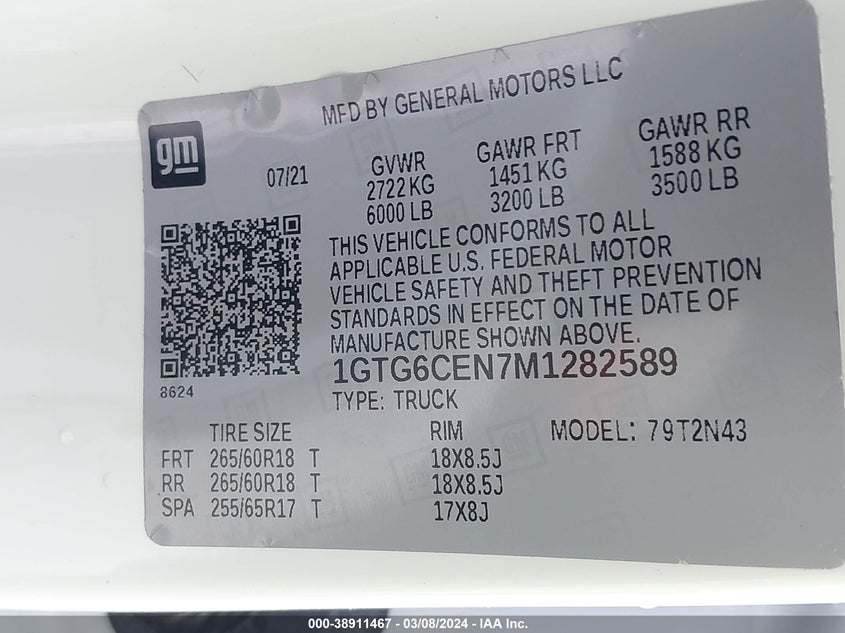 MFD BY GENERAL MOTORS LLC
gm
07/21
GVWR
2722 KG
6000 LB
GAWR FRT
1451 KG
3200 LB
GAWR RR
1588 KG
3500 LB
THIS VEHICLE CONFORMS TO ALL
APPLICABLE U.S. FEDERAL MOTOR
VEHICLE SAFETY AND THEFT PREVENTION
STANDARDS IN EFFECT ON THE DATE OF
MANUFACTURE SHOWN ABOVE.
1GTG6CEN7M1282589
8624
TYPE: TRUCK
TIRE SIZE RIM MODEL: 79T2N43
FRT 265/60R18 T 18X8.5J
RR 265/60R18 T 18X8.5J
SPA 255/65R17 T 17X8J
000-38911467 - 03/08/2024 - IAA Inc.